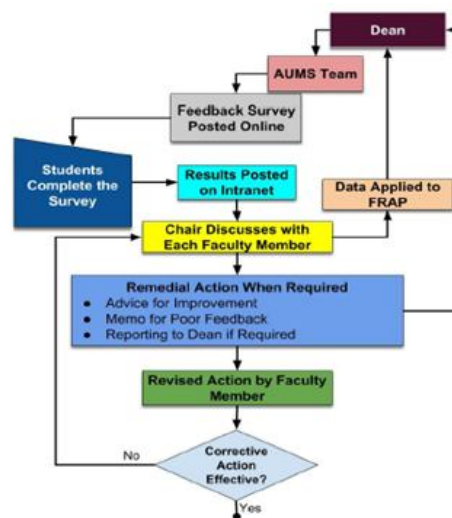 Dean
AUMS Team
Feedback Survey
Posted Online
Students
Complete the
Survey
Results Posted
on Intranet
Data Applied to
FRAP
Chair Discusses with
Each Faculty Member
Remedial Action When Required
● Advice for Improvement
● Memo for Poor Feedback
● Reporting to Dean if Required
Revised Action by Faculty
Member
No
Corrective
Action
Effective?
Yes